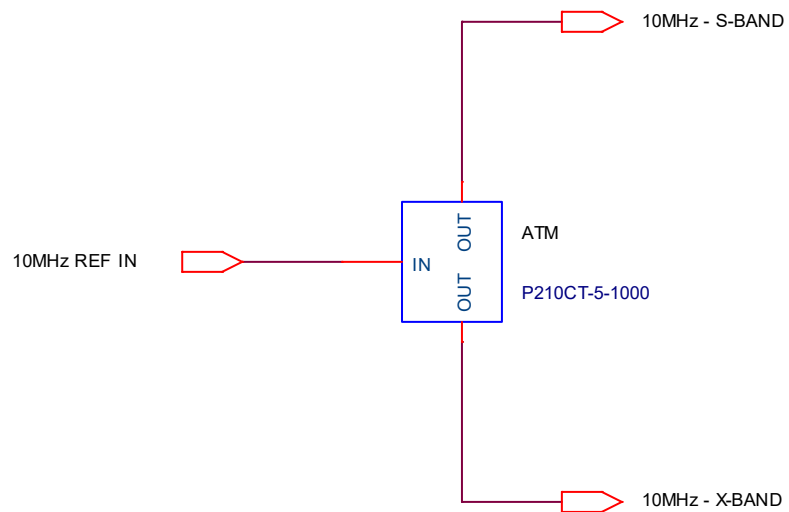 10MHz - S-BAND
OUT
ATM
10MHz REF IN
IN
OUT
P210CT-5-1000
10MHz - X-BAND